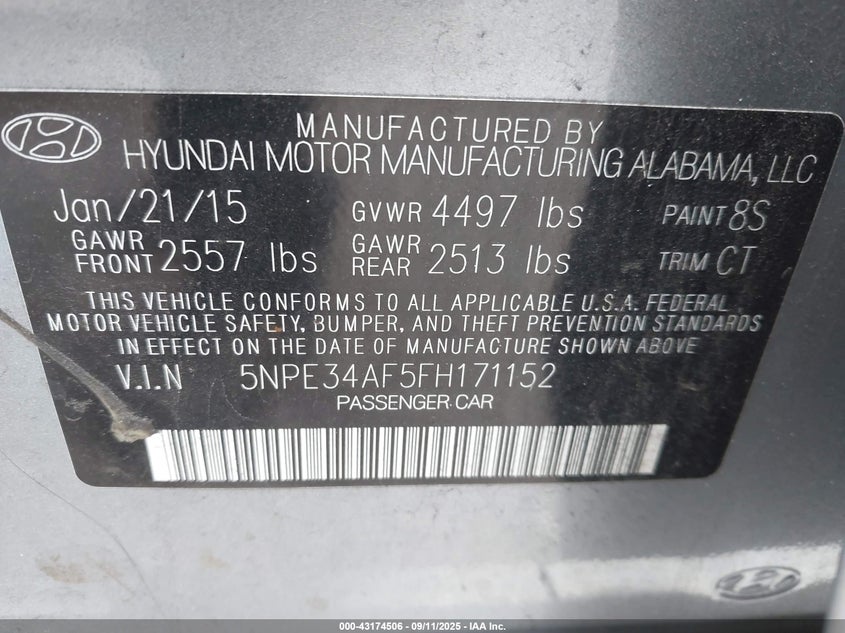 MANUFACTURED BY
HYUNDAI MOTOR MANUFACTURING ALABAMA, LLC
Jan/21/15 GVWR 4497 lbs PAINT 8S
GAWR FRONT 2557 lbs GAWR REAR 2513 lbs TRIM CT
THIS VEHICLE CONFORMS TO ALL APPLICABLE U.S.A. FEDERAL
MOTOR VEHICLE SAFETY, BUMPER, AND THEFT PREVENTION STANDARDS
IN EFFECT ON THE DATE OF MANUFACTURE SHOWN ABOVE.
V.I.N 5NPE34AF5FH171152
PASSENGER CAR
000-43174506 - 09/11/2025 - IAA Inc.